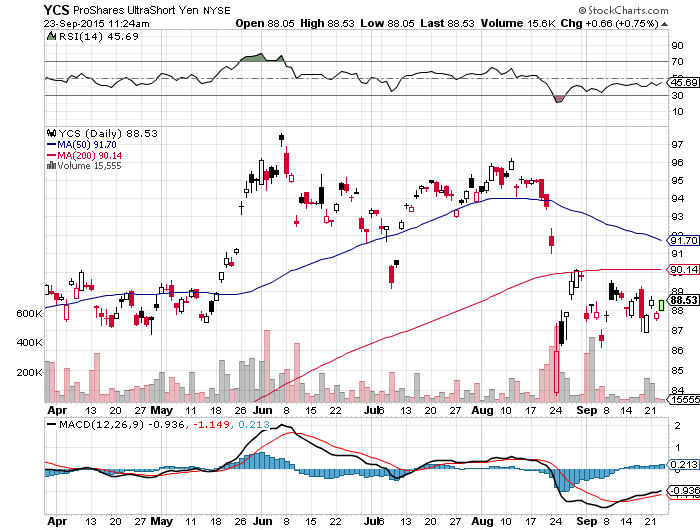 YCS ProShares UltraShort Yen NYSE © StockCharts.com
23-Sep-2015 11:24am Open 88.05 High 88.53 Low 88.05 Last 88.53 Volume 15.6K Chg +0.66 (+0.75%)
RSI(14) 45.69
90
70
50
45.69
30
10
YCS (Daily) 88.53
MA(50) 91.70
MA(200) 90.14
Volume 15,555
97
96
95
94
93
92
91.70
91
90.14
88.53
88
87
86
85
84
600K
400K
200K
15555
Apr 13 20 27 May 11 18 26 Jun 8 15 22 Jul 6 13 20 27 Aug 10 17 24 Sep 8 14 21
MACD(12,26,9) -0.936, -1.149, 0.213
2
1
0.213
-0.936
Apr 13 20 27 May 11 18 26 Jun 8 15 22 Jul 6 13 20 27 Aug 10 17 24 Sep 8 14 21